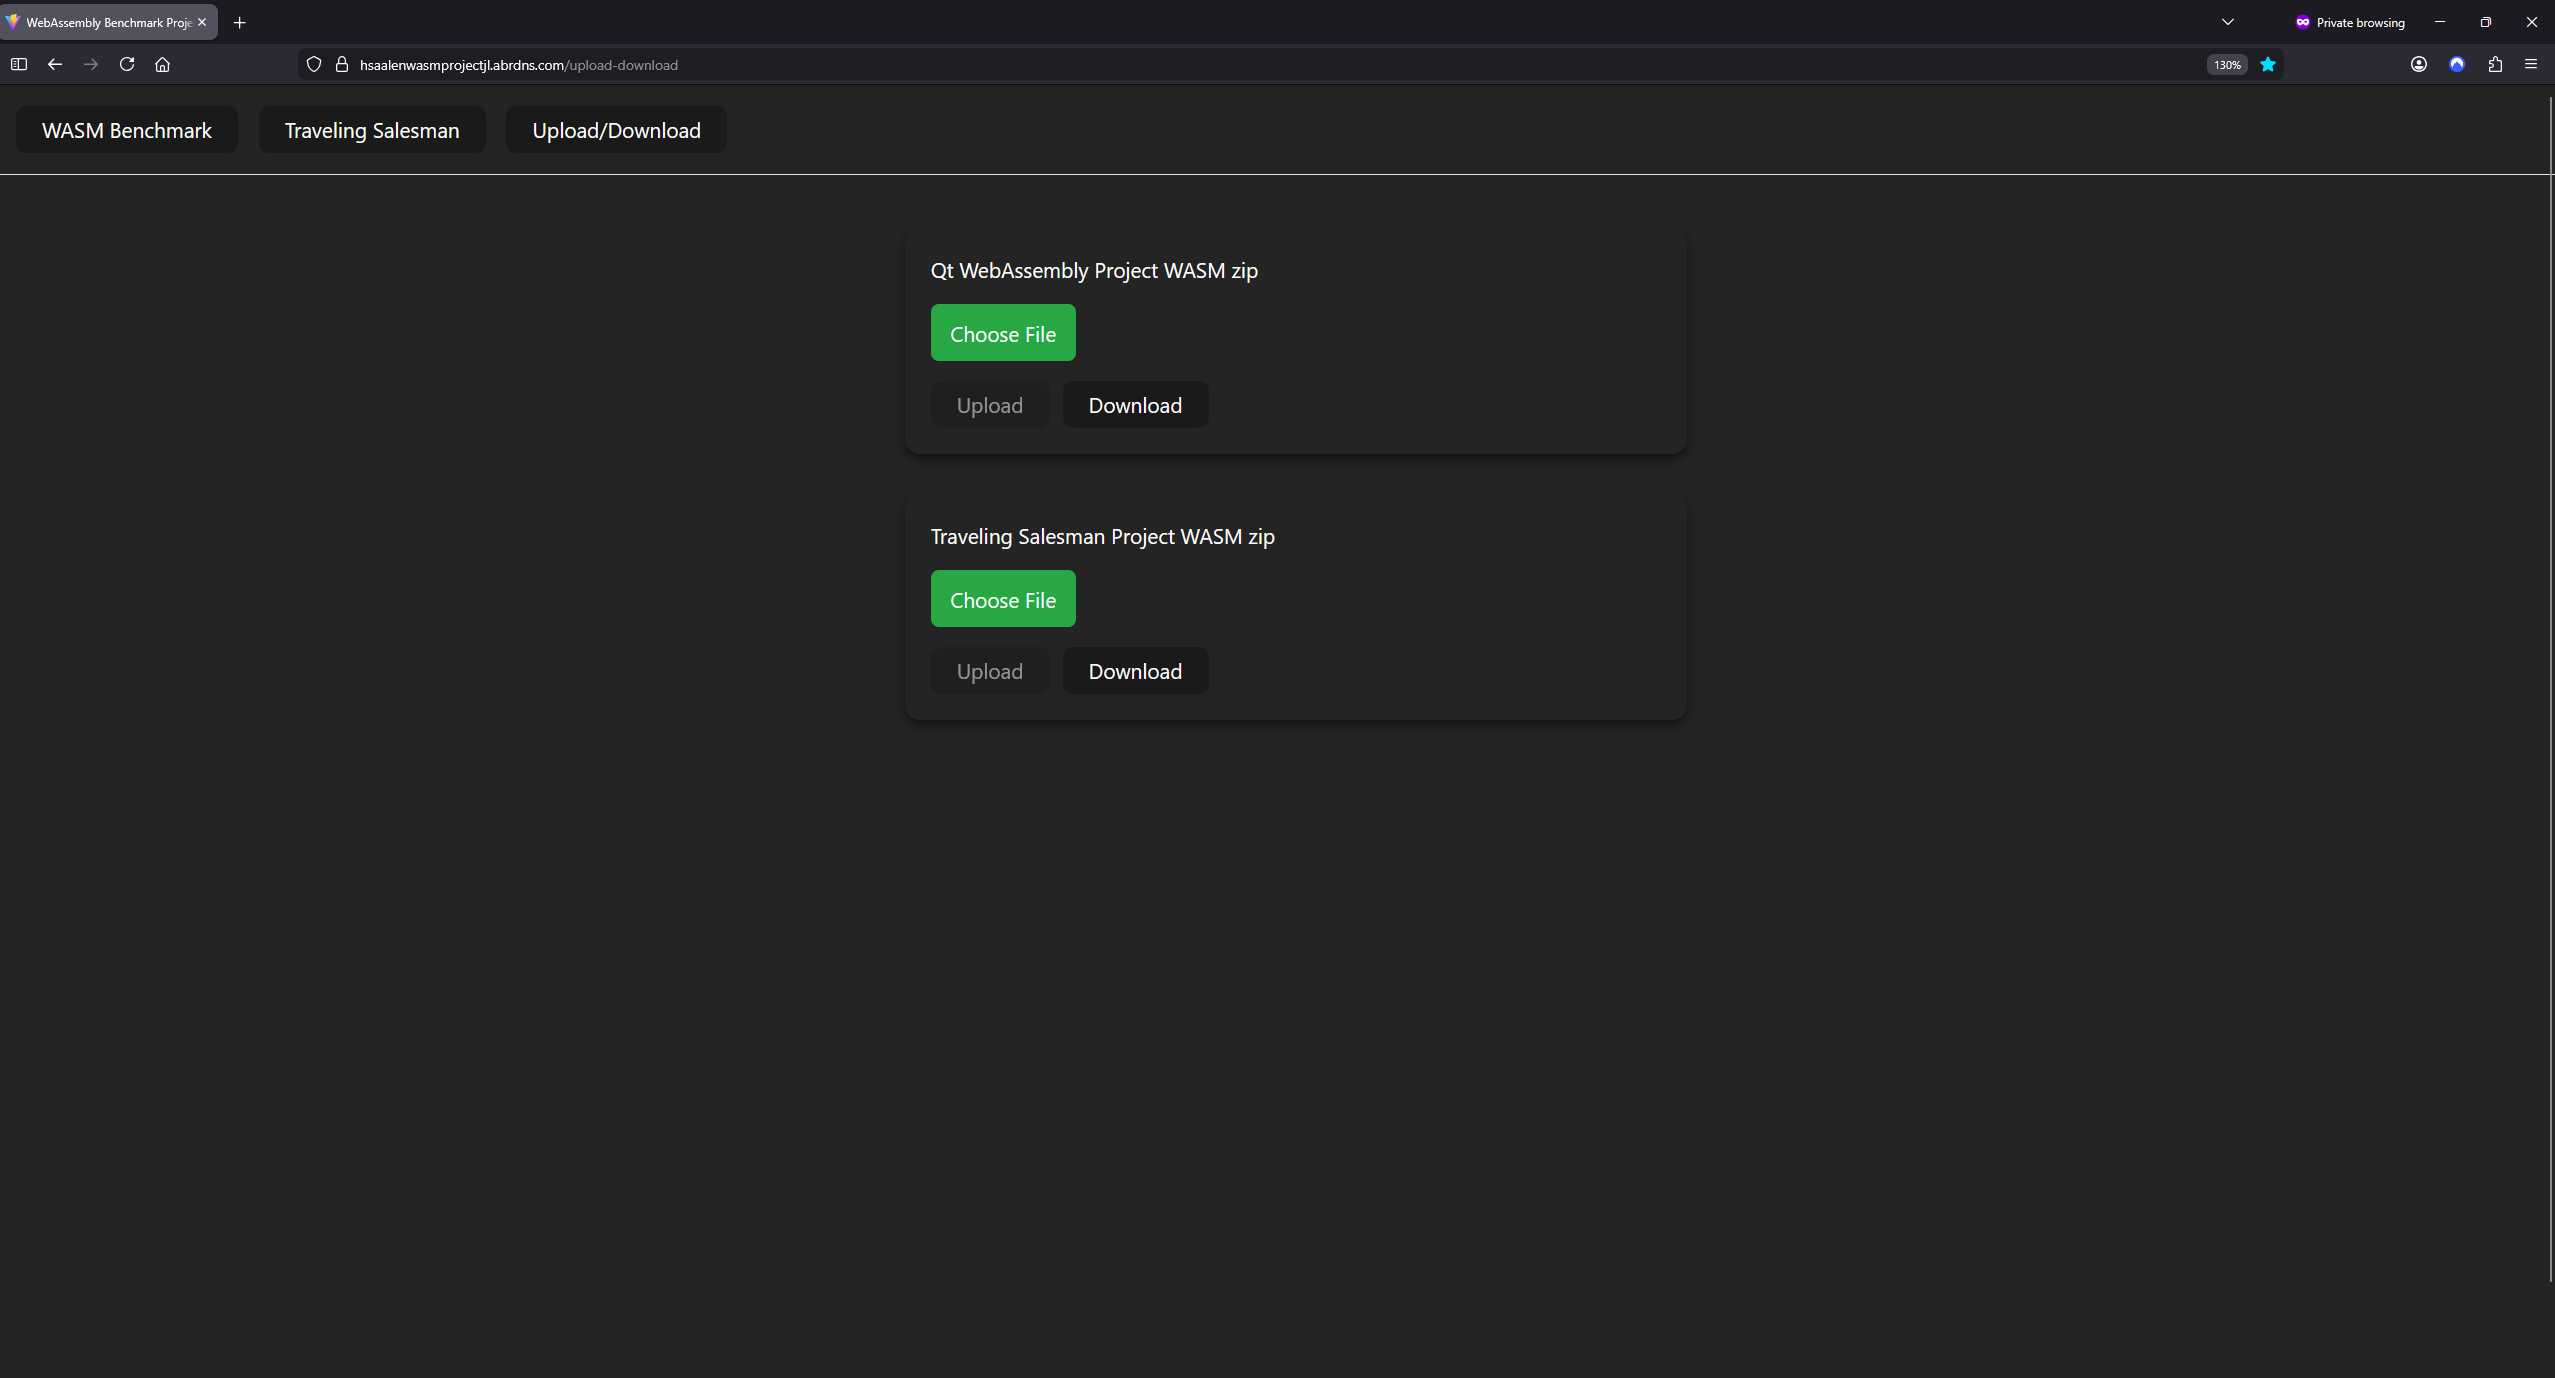 WebAssembly Benchmark Proje
Private browsing
hsaalenwasmprojectjl.abrdns.com/upload-download
130%
WASM Benchmark
Traveling Salesman
Upload/Download
Qt WebAssembly Project WASM zip
Choose File
Upload
Download
Traveling Salesman Project WASM zip
Choose File
Upload
Download